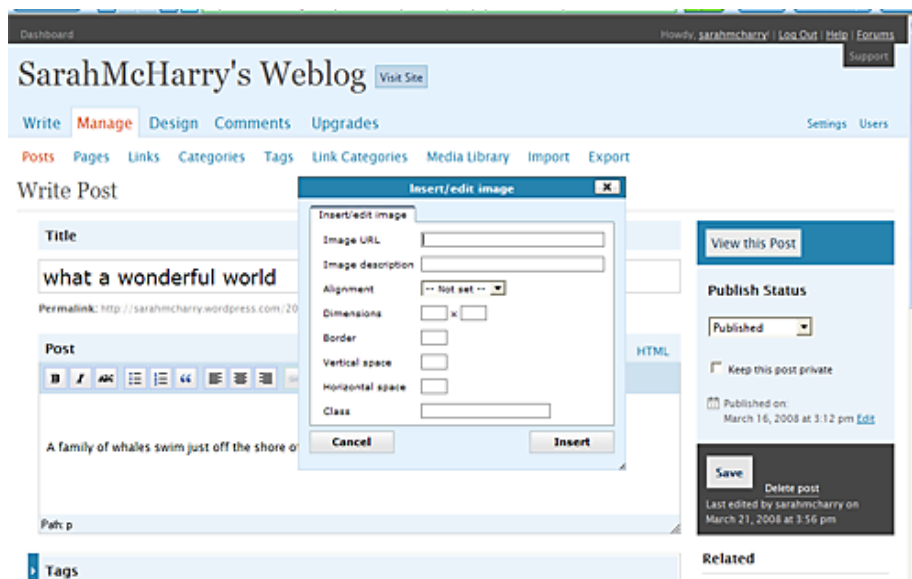 Dashboard
Howdy, sarahmcharry! | Log Out | Help | Forums
Support
SarahMcHarry's Weblog Visit Site
Write Manage Design Comments Upgrades
Settings Users
Posts Pages Links Categories Tags Link Categories Media Library Import Export
Write Post
Insert/edit image
Insert/edit image
Image URL
Image description
Alignment -- Not set --
Dimensions x
Border
Vertical space
Horizontal space
Class
Cancel Insert
Title
what a wonderful world
Permalink: http://sarahmcharry.wordpress.com/20
Post
HTML
B I ABC
A family of whales swim just off the shore o
Path: p
Tags
View this Post
Publish Status
Published
Keep this post private
Published on:
March 16, 2008 at 3:12 pm Edit
Save
Delete post
Last edited by sarahmcharry on
March 21, 2008 at 3:56 pm
Related